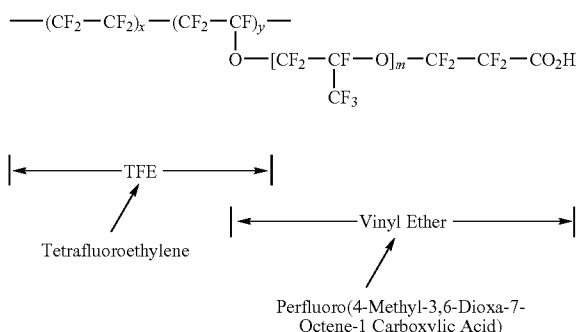 —(CF₂—CF₂)ₓ—(CF₂—CF)ᵧ—
O—[CF₂—CF—O]ₘ—CF₂—CF₂—CO₂H
CF₃
TFE
Tetrafluoroethylene
Vinyl Ether
Perfluoro(4-Methyl-3,6-Dioxa-7-
Octene-1 Carboxylic Acid)